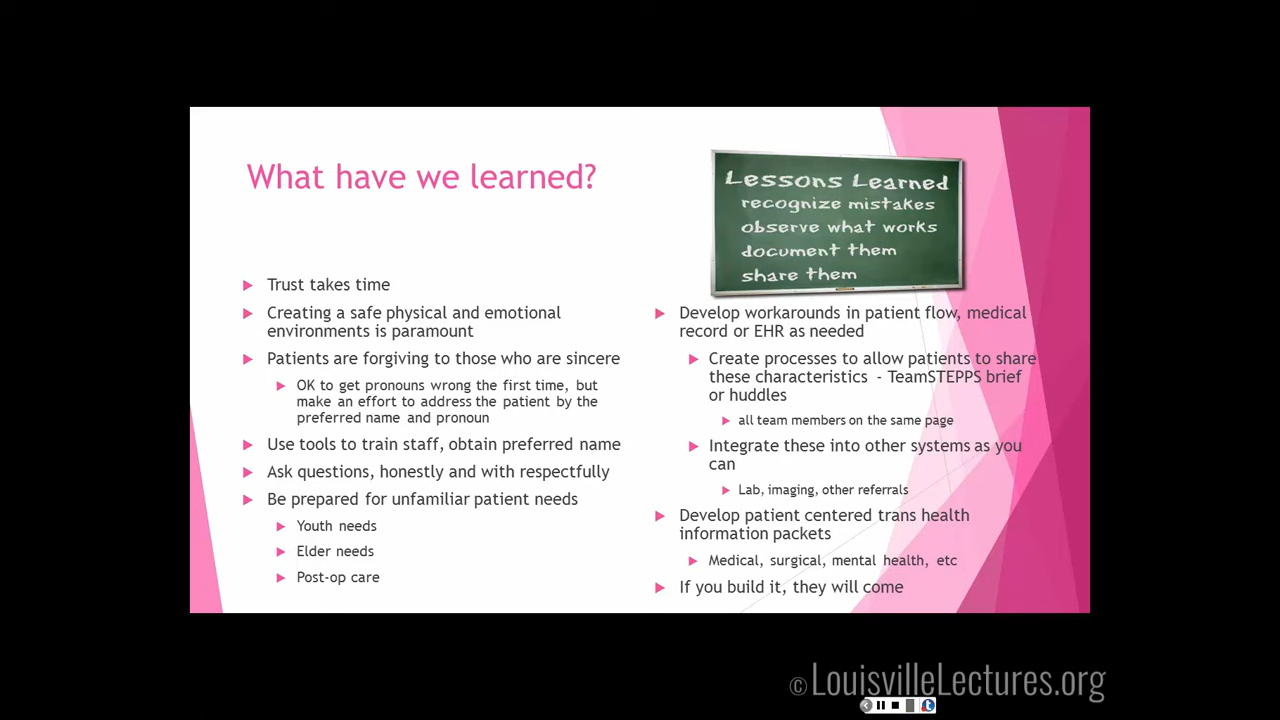 What have we learned?
Lessons Learned
recognize mistakes
observe what works
document them
share them
Trust takes time
Creating a safe physical and emotional
environments is paramount
Patients are forgiving to those who are sincere
OK to get pronouns wrong the first time, but
make an effort to address the patient by the
preferred name and pronoun
Use tools to train staff, obtain preferred name
Ask questions, honestly and with respectfully
Be prepared for unfamiliar patient needs
Youth needs
Elder needs
Post-op care
Develop workarounds in patient flow, medical
record or EHR as needed
Create processes to allow patients to share
these characteristics - TeamSTEPPS brief
or huddles
all team members on the same page
Integrate these into other systems as you
can
Lab, imaging, other referrals
Develop patient centered trans health
information packets
Medical, surgical, mental health, etc
If you build it, they will come
© LouisvilleLectures.org